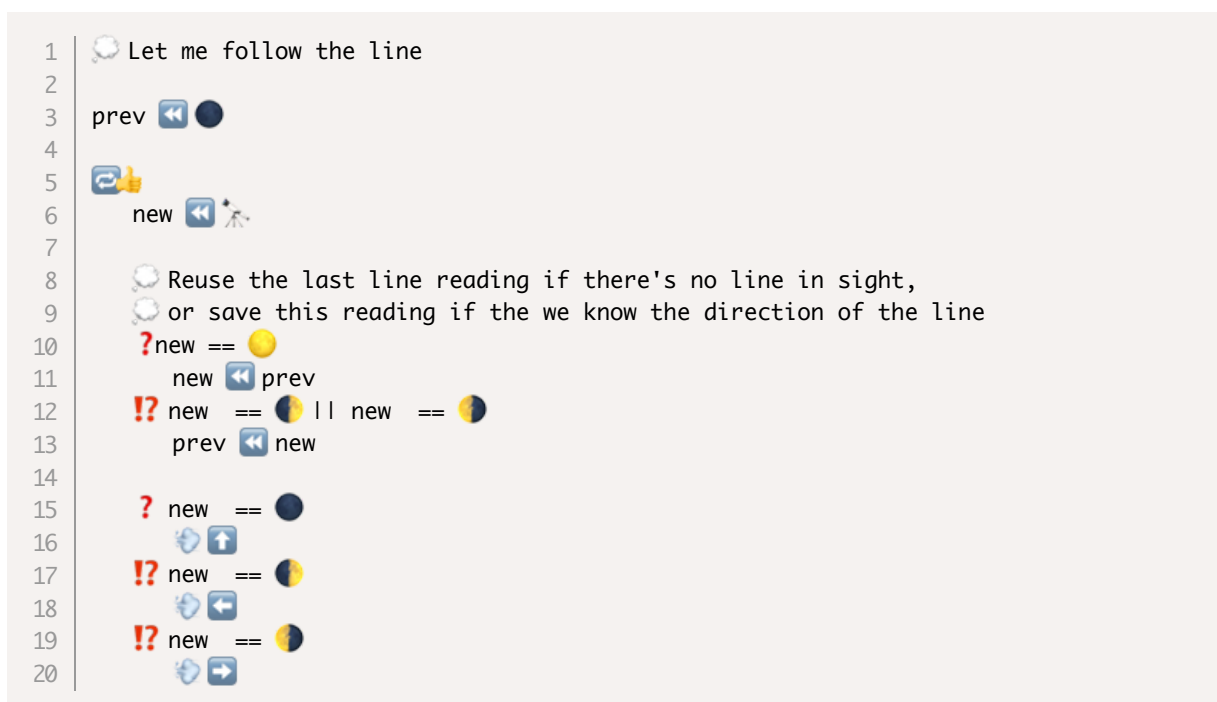 1 💭 Let me follow the line
2
3 prev ⏪ 🌑
4
5 🔁👍
6 new ⏪ 🔭
7
8 💭 Reuse the last line reading if there's no line in sight,
9 💭 or save this reading if the we know the direction of the line
10 ❓new == 🌕
11 new ⏪ prev
12 ⁉️ new  == 🌓 || new  == 🌗
13 prev ⏪ new
14
15 ❓ new  == 🌑
16 💨 ⬆️
17 ⁉️ new  == 🌓
18 💨 ⬅️
19 ⁉️ new  == 🌗
20 💨 ➡️